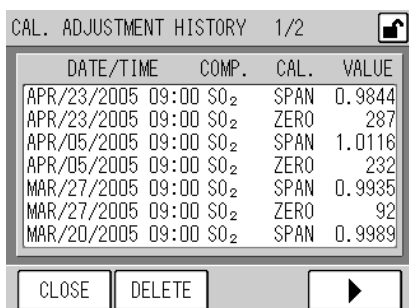 CAL. ADJUSTMENT HISTORY 1/2
DATE/TIME COMP. CAL. VALUE
APR/23/2005 09:00 SO₂ SPAN 0.9844
APR/23/2005 09:00 SO₂ ZERO 287
APR/05/2005 09:00 SO₂ SPAN 1.0116
APR/05/2005 09:00 SO₂ ZERO 232
MAR/27/2005 09:00 SO₂ SPAN 0.9935
MAR/27/2005 09:00 SO₂ ZERO 92
MAR/20/2005 09:00 SO₂ SPAN 0.9989
CLOSE DELETE